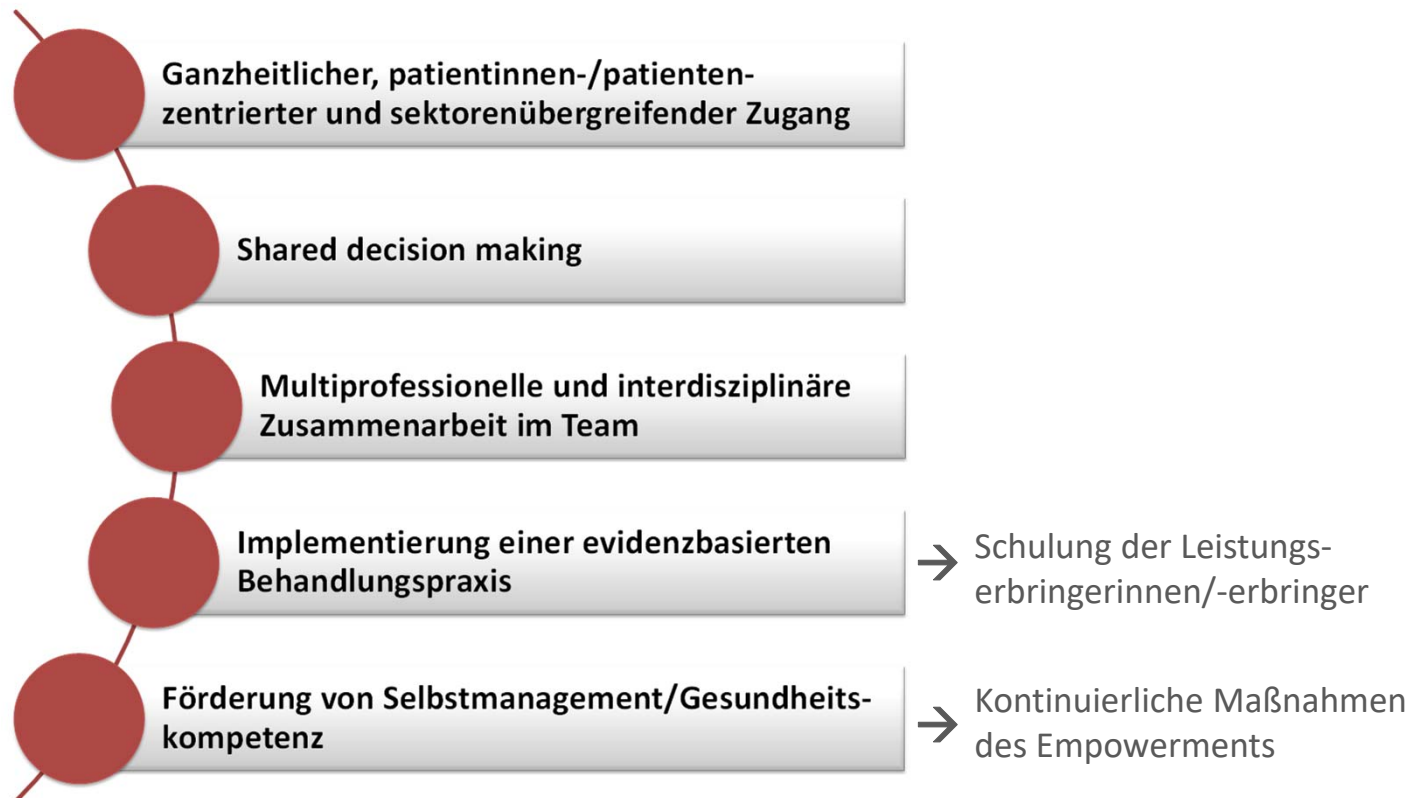 Ganzheitlicher, patientinnen-/patienten-
zentrierter und sektorenübergreifender Zugang
Shared decision making
Multiprofessionelle und interdisziplinäre
Zusammenarbeit im Team
Implementierung einer evidenzbasierten
Behandlungspraxis
→ Schulung der Leistungs-
erbringerinnen/-erbringer
Förderung von Selbstmanagement/Gesundheits-
kompetenz
→ Kontinuierliche Maßnahmen
des Empowerments